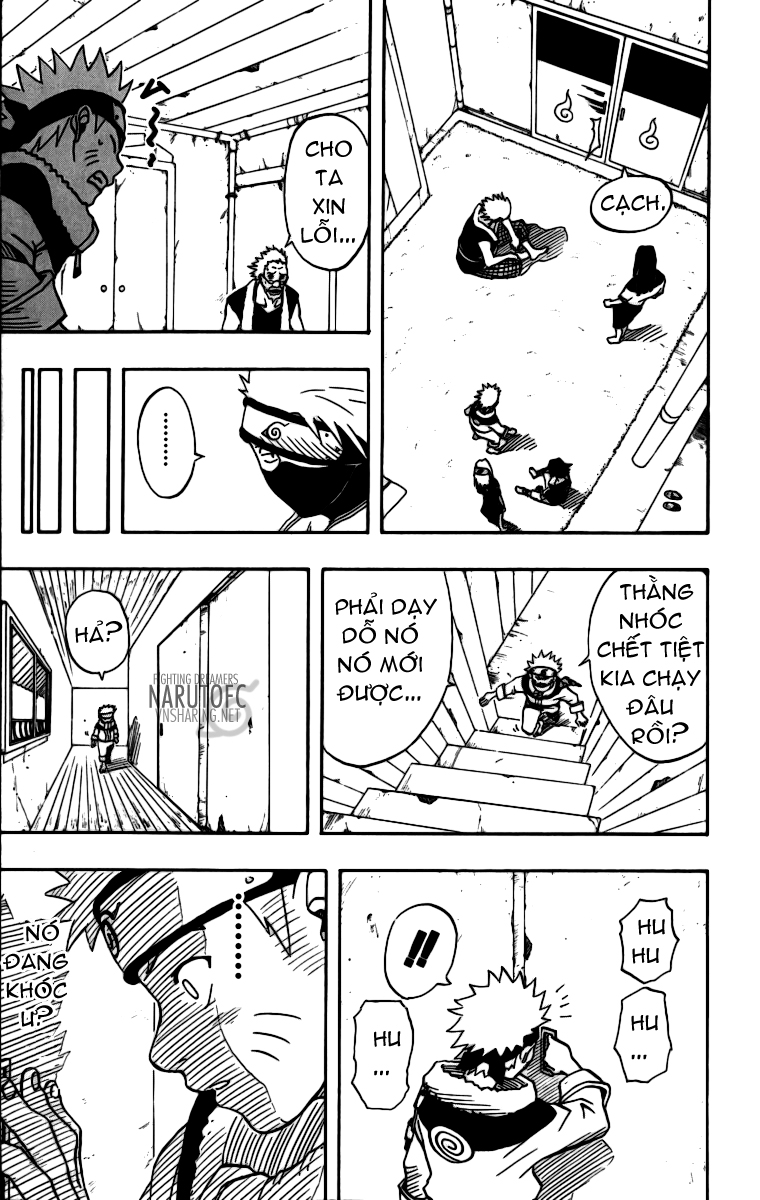 CẠCH.
CHO
TA
XIN
LỖI...
.........
THẰNG
NHÓC
CHẾT TIỆT
KIA CHẠY
ĐÂU
RỒI?
PHẢI DẠY
DỖ NÓ
NÓ MỚI
ĐƯỢC...
HẢ?
FIGHTING DREAMERS
NARUTOFC
VNSHARING.NET
HU
HU
HU
...
!!
HU
...
......
NÓ
ĐANG
KHÓC
Ư?